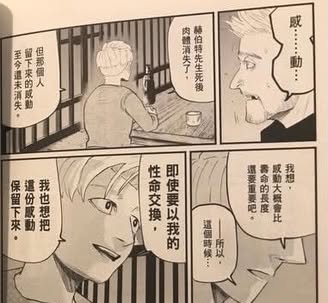 感⋯⋯
動⋯
赫伯特先生死後
肉體消失了，
但那個人
留下來的感動
至今還未消失。
我想，
感動大概會比
壽命的長度
還要重要吧。
──所以，
這個時候⋯
即使要以我的
性命交換，
我也想把
這份感動
保留下來。